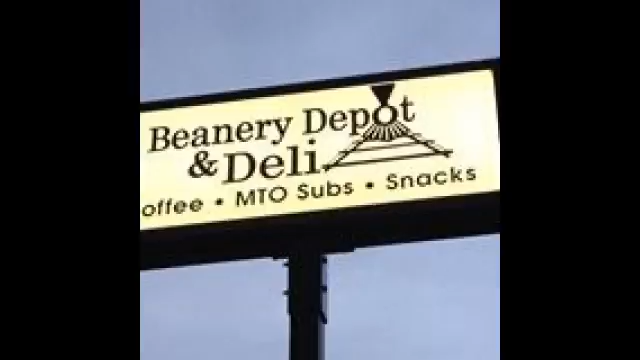 Beanery Depot
& Deli
offee • MTO Subs • Snacks